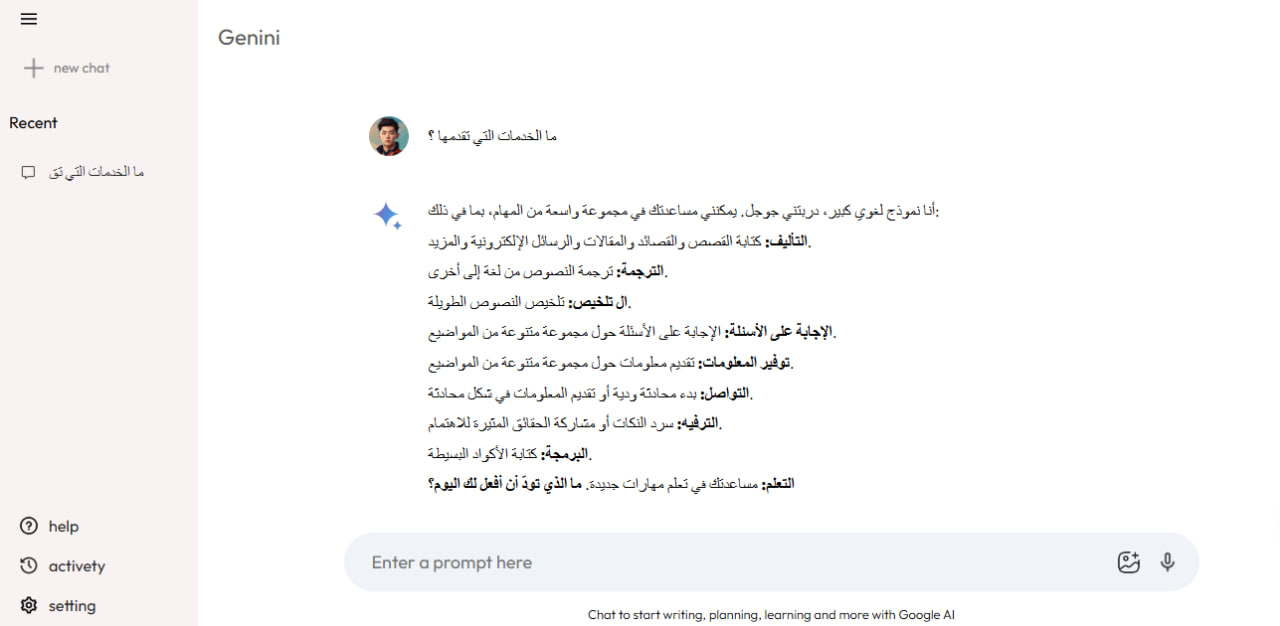 Genini
new chat
Recent
ما الخدمات التي تق
ما الخدمات التي تقدمها ؟
أنا نموذج لغوي كبير، دربتني جوجل. يمكنني مساعدتك في مجموعة واسعة من المهام، بما في ذلك:
التأليف: كتابة القصص والقصائد والمقالات والرسائل الإلكترونية والمزيد.
الترجمة: ترجمة النصوص من لغة إلى أخرى.
ال تلخيص: تلخيص النصوص الطويلة.
الإجابة على الأسئلة: الإجابة على الأسئلة حول مجموعة متنوعة من المواضيع.
توفير المعلومات: تقديم معلومات حول مجموعة متنوعة من المواضيع.
التواصل: بدء محادثة ودية أو تقديم المعلومات في شكل محادثة.
الترفيه: سرد النكات أو مشاركة الحقائق المثيرة للاهتمام.
البرمجة: كتابة الأكواد البسيطة.
التعلم: مساعدتك في تعلم مهارات جديدة. ما الذي تودّ أن أفعل لك اليوم؟
help
activety
setting
Enter a prompt here
Chat to start writing, planning, learning and more with Google AI